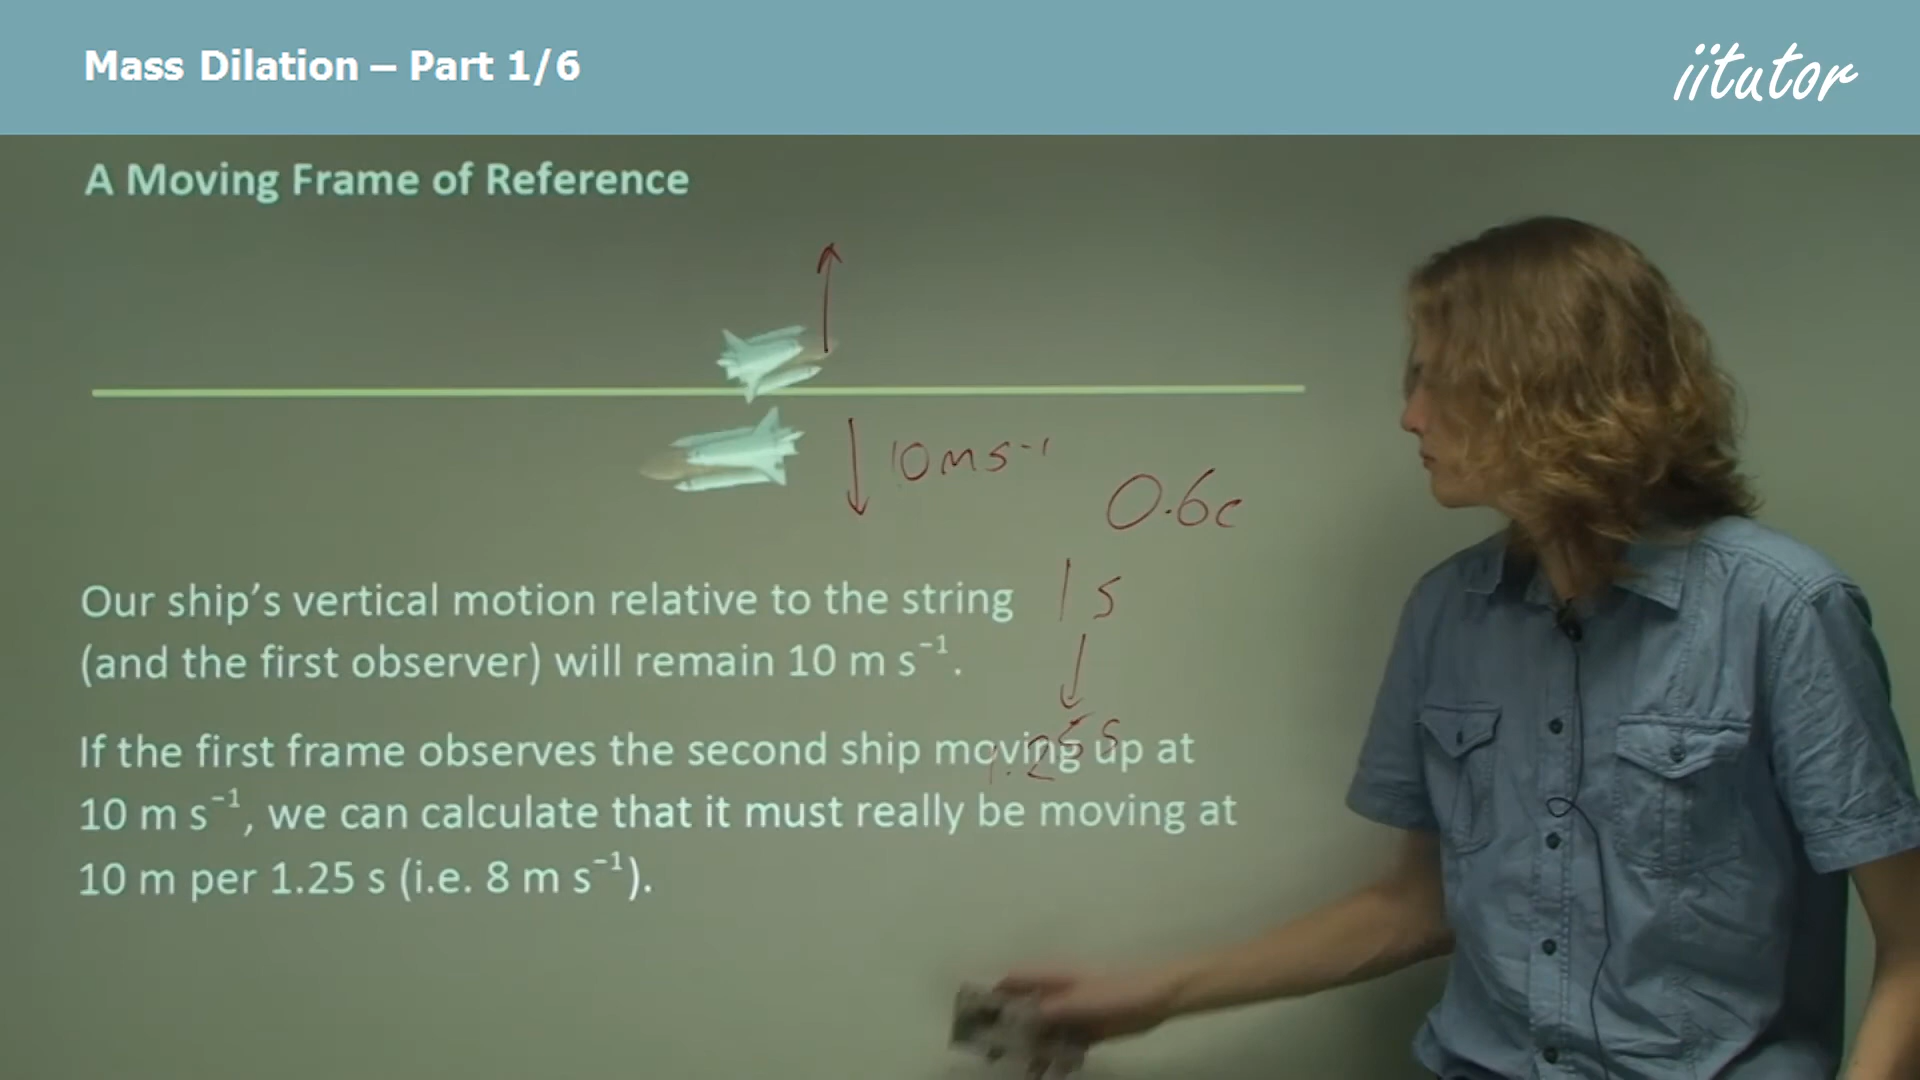 Mass Dilation – Part 1/6
iitutor
A Moving Frame of Reference
10 m s⁻¹
0.6c
Our ship’s vertical motion relative to the string
1 s
(and the first observer) will remain 10 m s⁻¹.
If the first frame observes the second ship moving up at
1.25 s
10 m s⁻¹, we can calculate that it must really be moving at
10 m per 1.25 s (i.e. 8 m s⁻¹).